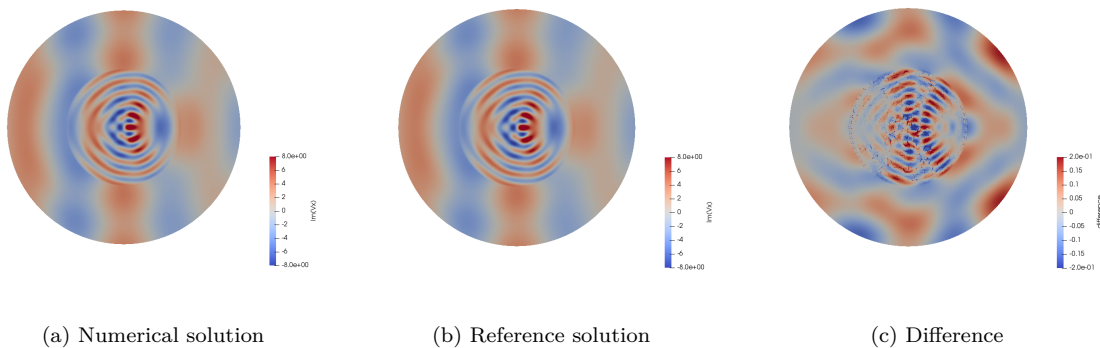 8.0e+00
6
4
2
0
-2
-4
-6
-8.0e+00
Im(Vx)
8.0e+00
6
4
2
0
-2
-4
-6
-8.0e+00
Im(Vx)
2.0e-01
0.15
0.1
0.05
0
-0.05
-0.1
-0.15
-2.0e-01
difference
(a) Numerical solution
(b) Reference solution
(c) Difference